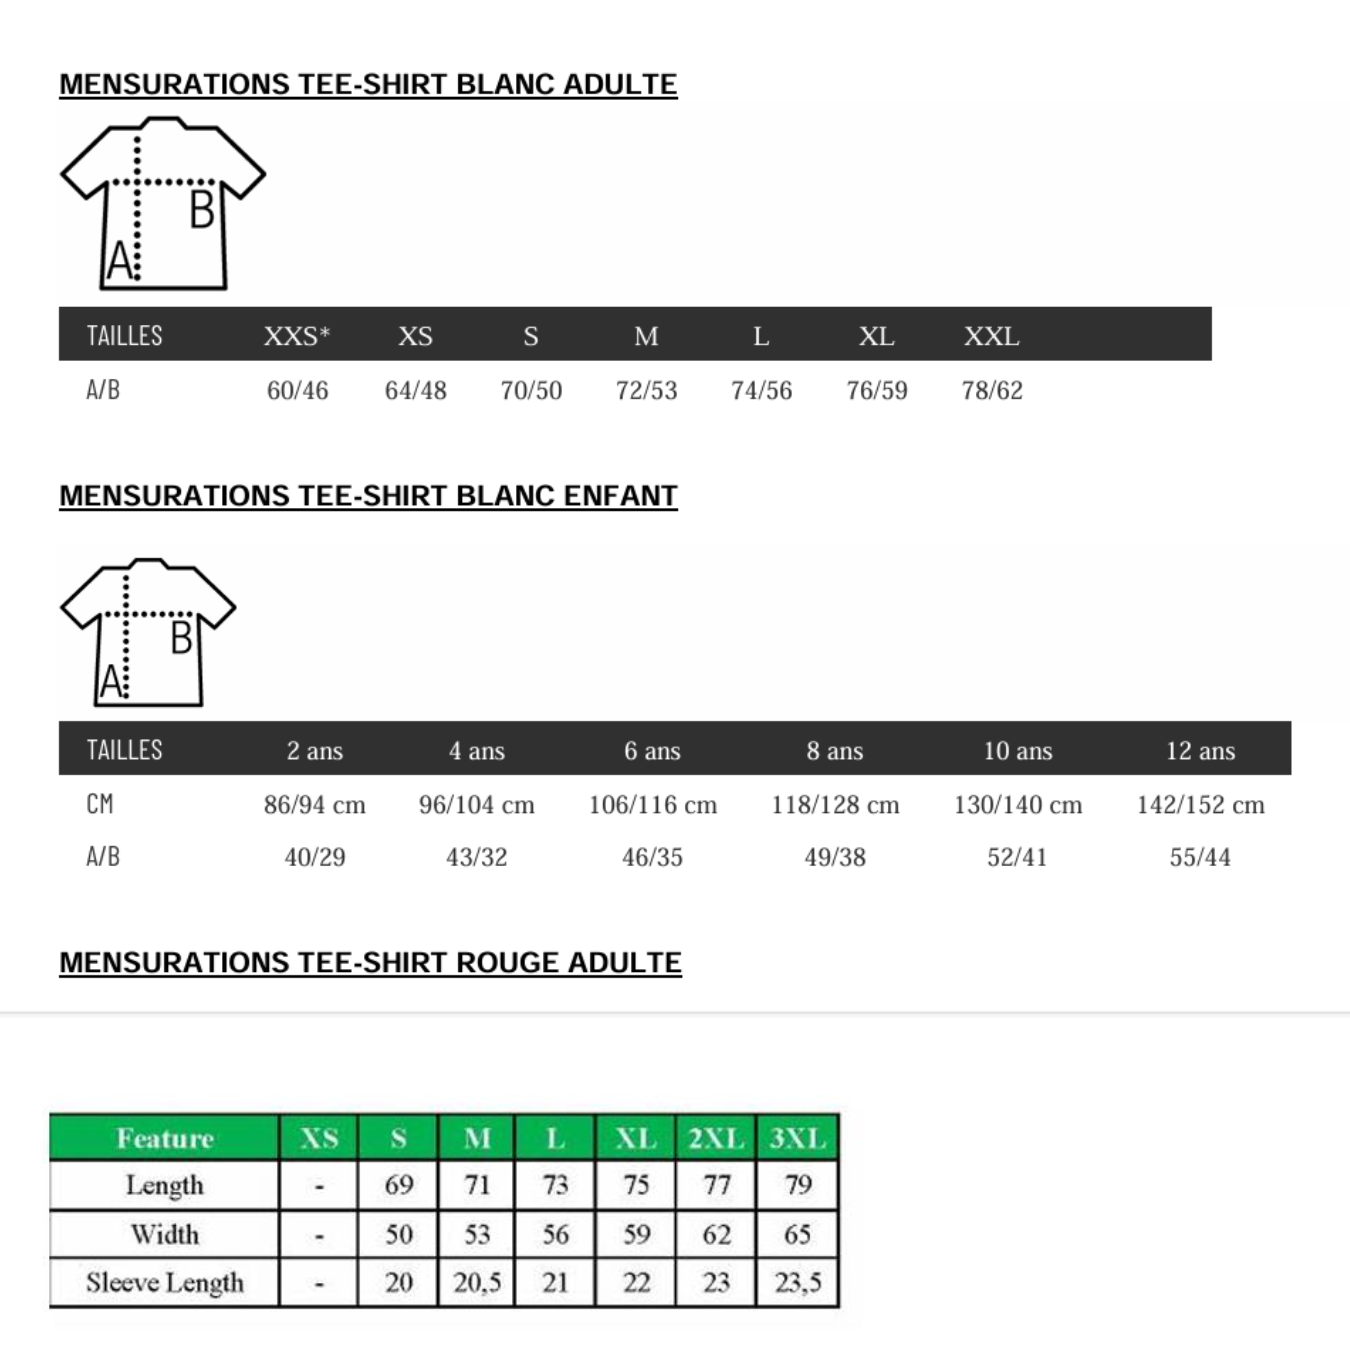 MENSURATIONS TEE-SHIRT BLANC ADULTE
B
A
TAILLES XXS* XS S M L XL XXL
A/B 60/46 64/48 70/50 72/53 74/56 76/59 78/62
MENSURATIONS TEE-SHIRT BLANC ENFANT
B
A
TAILLES 2 ans 4 ans 6 ans 8 ans 10 ans 12 ans
CM 86/94 cm 96/104 cm 106/116 cm 118/128 cm 130/140 cm 142/152 cm
A/B 40/29 43/32 46/35 49/38 52/41 55/44
MENSURATIONS TEE-SHIRT ROUGE ADULTE
Feature XS S M L XL 2XL 3XL
Length - 69 71 73 75 77 79
Width - 50 53 56 59 62 65
Sleeve Length - 20 20,5 21 22 23 23,5